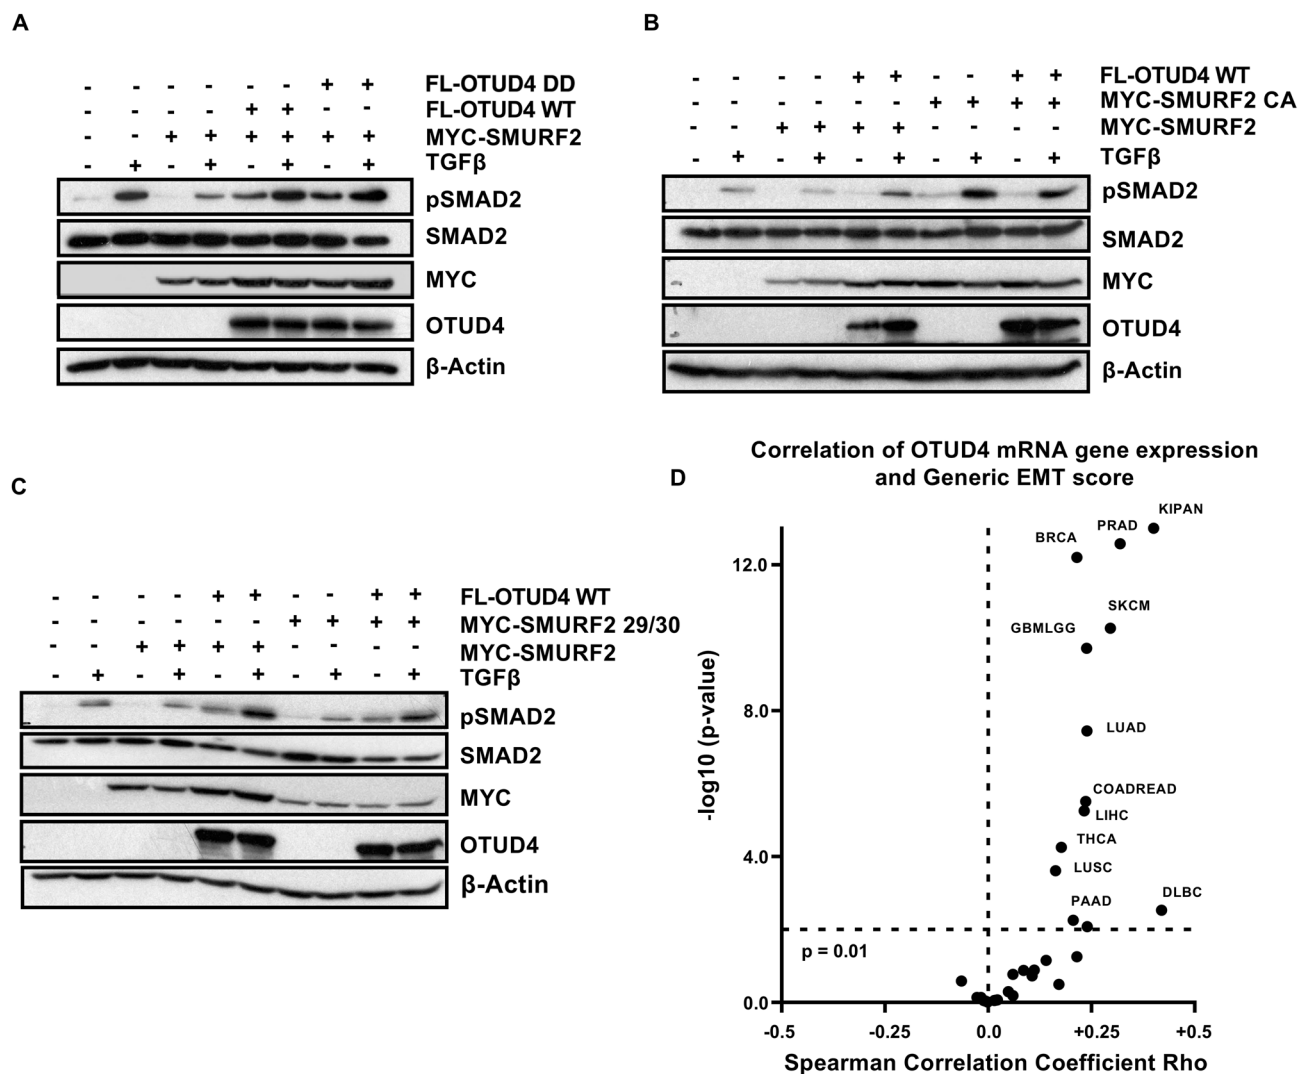 A
- - - - - - + + FL-OTUD4 DD
- - - - + + - - FL-OTUD4 WT
- - + + + + + + MYC-SMURF2
- + - + - + - + TGFβ
pSMAD2
SMAD2
MYC
OTUD4
β-Actin
B
- - - - + + - - + + FL-OTUD4 WT
- - - - - - + + + + MYC-SMURF2 CA
- - + + + + - - - - MYC-SMURF2
- + - + - + - + - + TGFβ
pSMAD2
SMAD2
MYC
OTUD4
β-Actin
C
- - - - + + - - + + FL-OTUD4 WT
- - - - - - + + + + MYC-SMURF2 29/30
- - + + + + - - - - MYC-SMURF2
- + - + - + - + - + TGFβ
pSMAD2
SMAD2
MYC
OTUD4
β-Actin
D
Correlation of OTUD4 mRNA gene expression
and Generic EMT score
KIPAN
PRAD
BRCA
12.0
SKCM
GBMLGG
LUAD
8.0
COADREAD
LIHC
THCA
4.0
LUSC
DLBC
PAAD
p = 0.01
0.0
-log10 (p-value)
-0.5 -0.25 0.0 +0.25 +0.5
Spearman Correlation Coefficient Rho